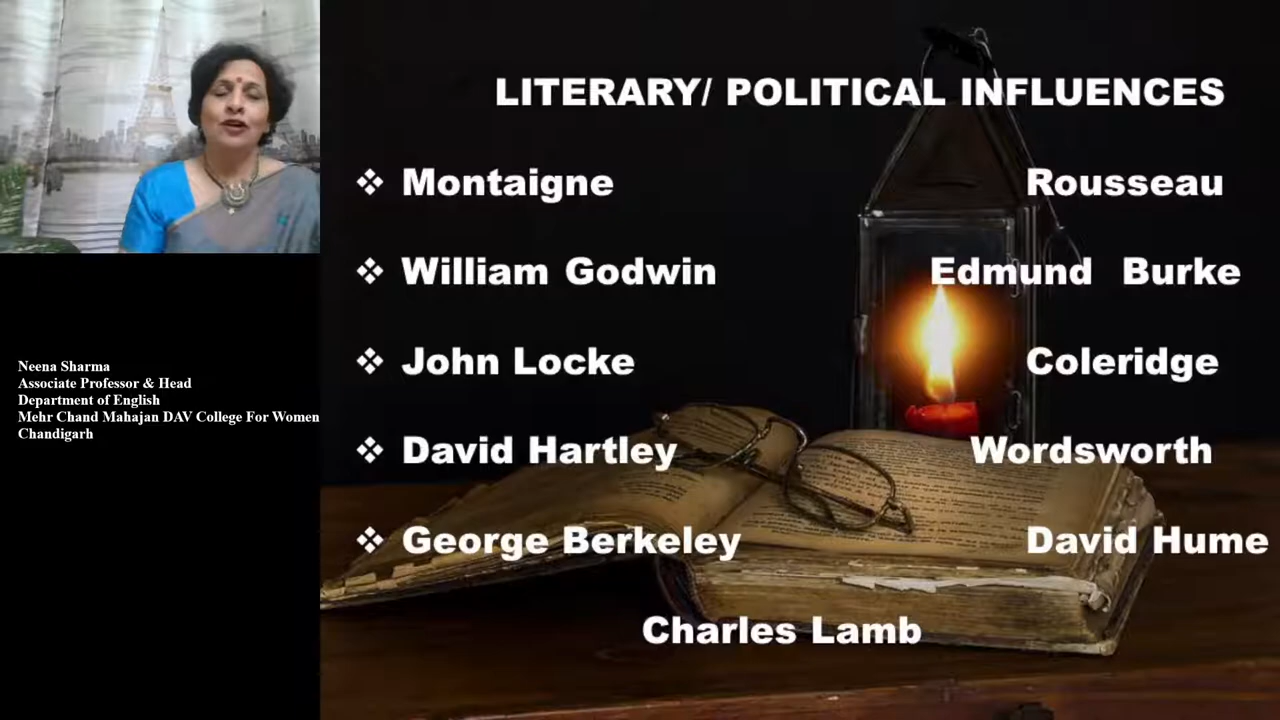 LITERARY/ POLITICAL INFLUENCES
❖ Montaigne Rousseau
❖ William Godwin Edmund Burke
❖ John Locke Coleridge
❖ David Hartley Wordsworth
❖ George Berkeley David Hume
Charles Lamb
Neena Sharma
Associate Professor & Head
Department of English
Mehr Chand Mahajan DAV College For Women
Chandigarh